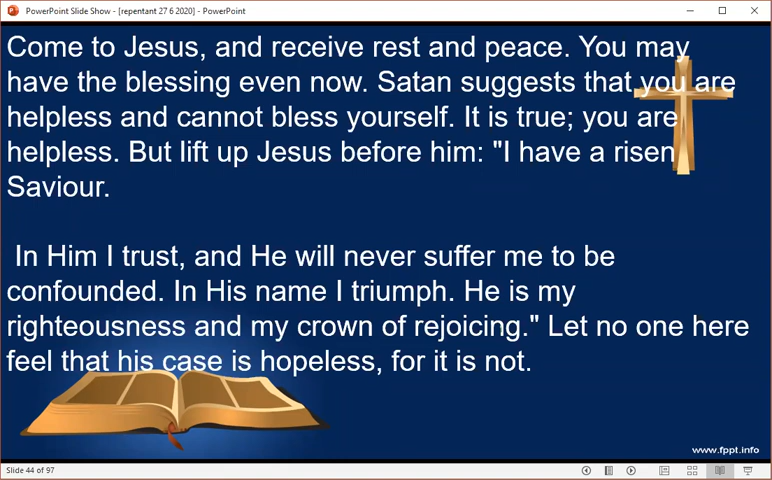 PowerPoint Slide Show - [repentant 27 6 2020] - PowerPoint
Come to Jesus, and receive rest and peace. You may
have the blessing even now. Satan suggests that you are
helpless and cannot bless yourself. It is true; you are
helpless. But lift up Jesus before him: "I have a risen
Saviour.
In Him I trust, and He will never suffer me to be
confounded. In His name I triumph. He is my
righteousness and my crown of rejoicing." Let no one here
feel that his case is hopeless, for it is not.
www.fppt.info
Slide 44 of 97